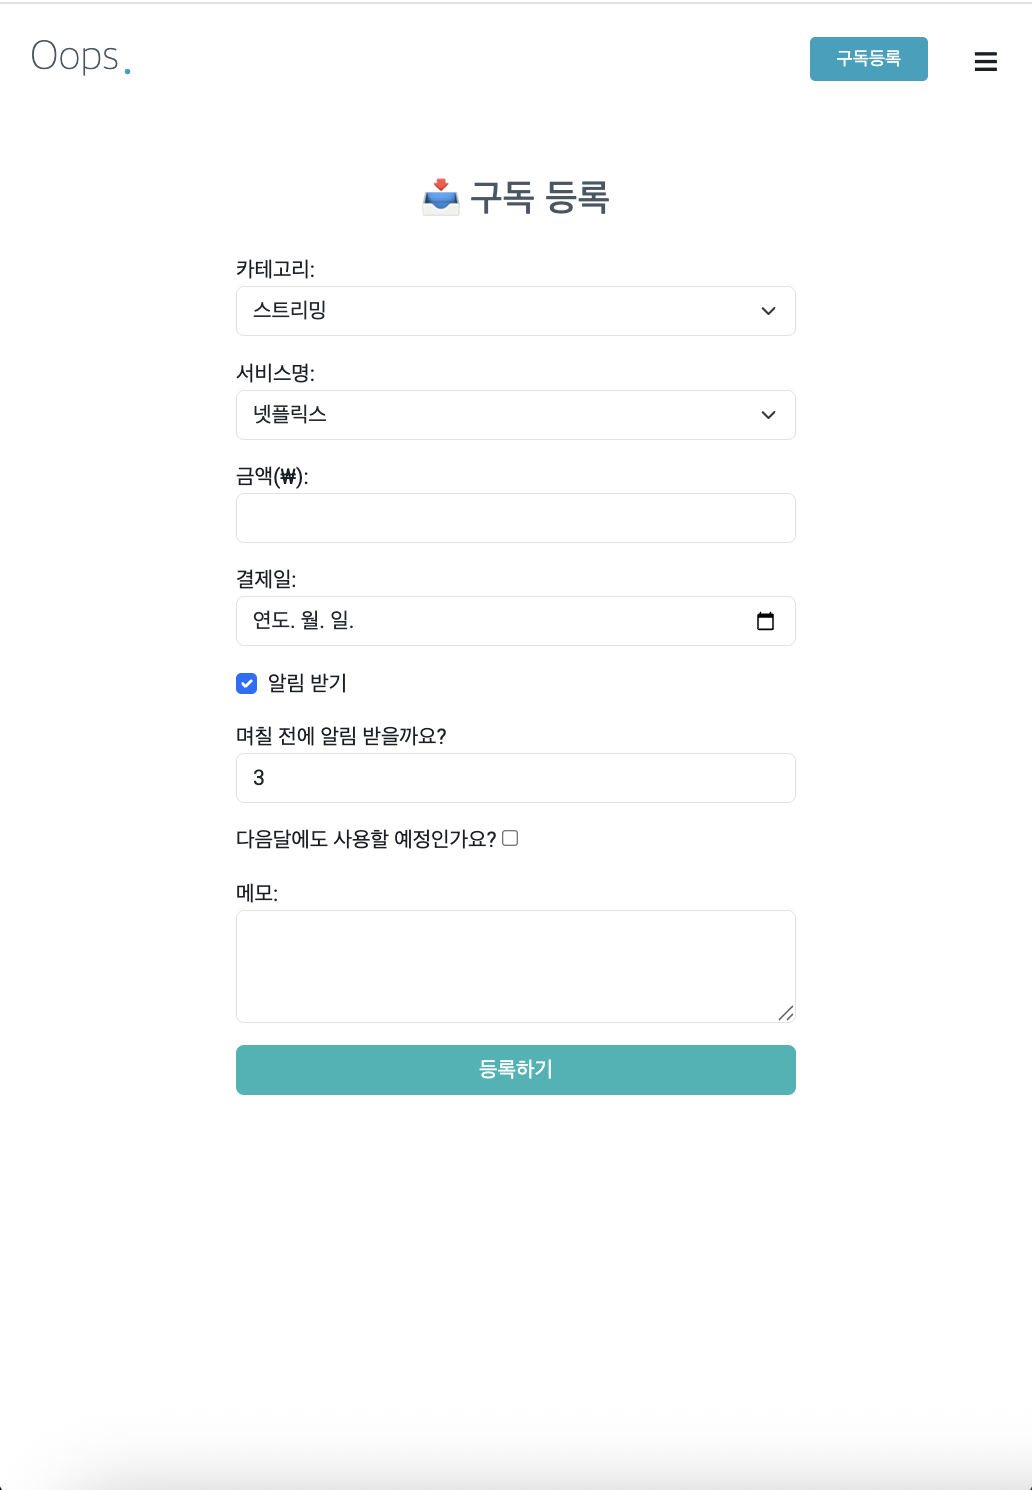 Oops.
구독등록
구독 등록
카테고리:
스트리밍
서비스명:
넷플릭스
금액(₩):
결제일:
연도. 월. 일.
알림 받기
며칠 전에 알림 받을까요?
3
다음달에도 사용할 예정인가요?
메모:
등록하기